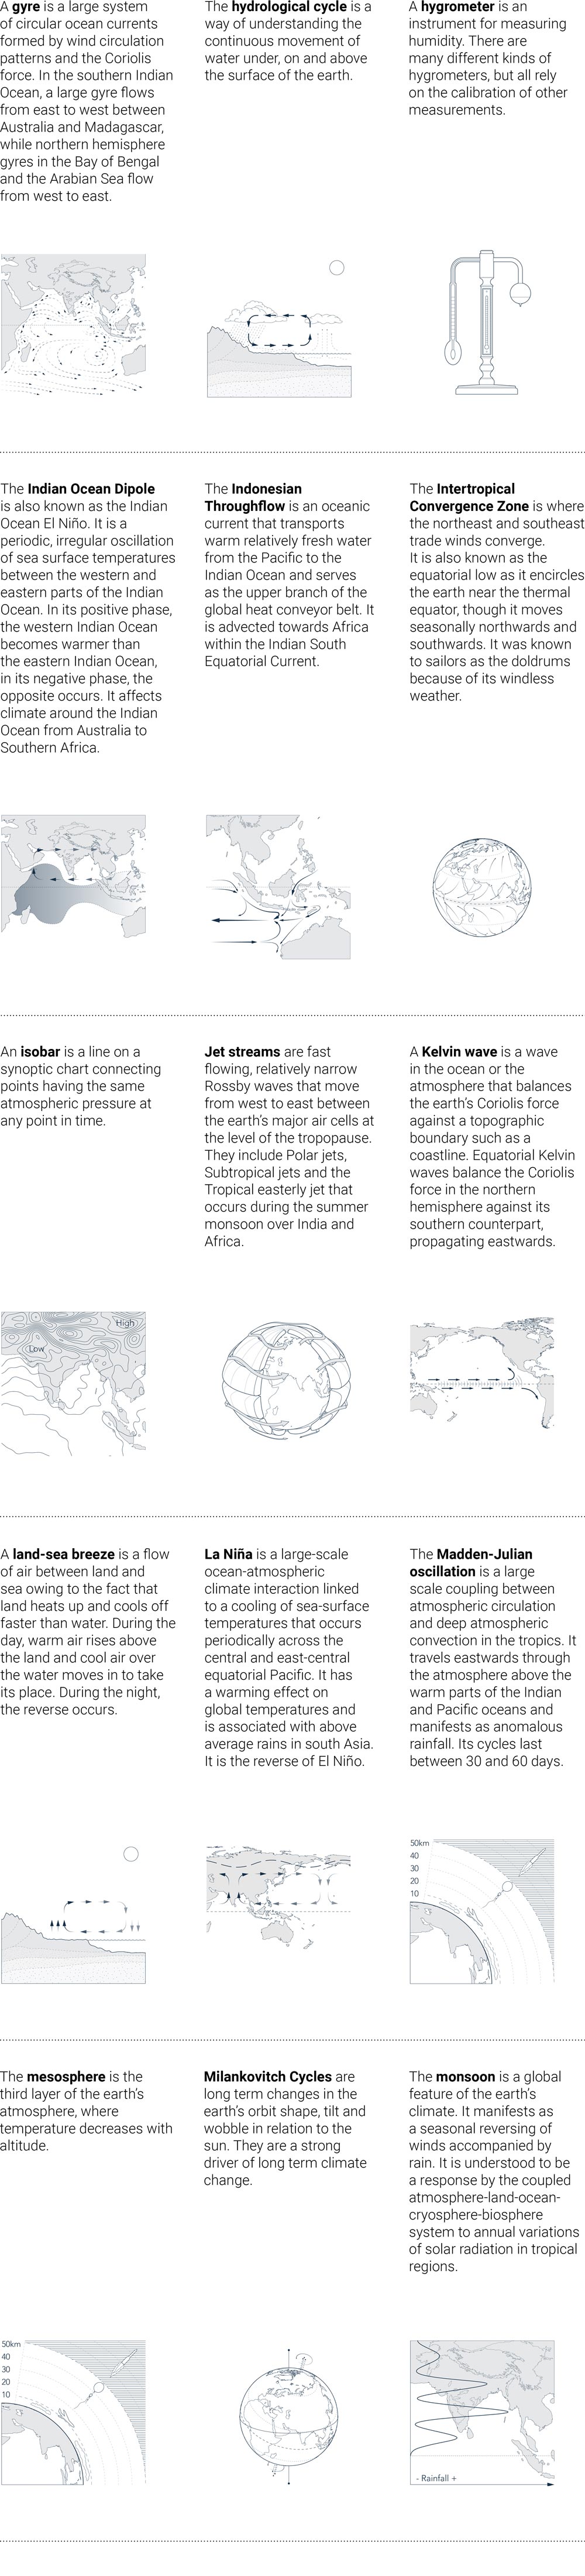 A gyre is a large system
of circular ocean currents
formed by wind circulation
patterns and the Coriolis
force. In the southern Indian
Ocean, a large gyre flows
from east to west between
Australia and Madagascar,
while northern hemisphere
gyres in the Bay of Bengal
and the Arabian Sea flow
from west to east.
The hydrological cycle is a
way of understanding the
continuous movement of
water under, on and above
the surface of the earth.
A hygrometer is an
instrument for measuring
humidity. There are
many different kinds of
hygrometers, but all rely
on the calibration of other
measurements.
The Indian Ocean Dipole
is also known as the Indian
Ocean El Niño. It is a
periodic, irregular oscillation
of sea surface temperatures
between the western and
eastern parts of the Indian
Ocean. In its positive phase,
the western Indian Ocean
becomes warmer than
the eastern Indian Ocean,
in its negative phase, the
opposite occurs. It affects
climate around the Indian
Ocean from Australia to
Southern Africa.
The Indonesian
Throughflow is an oceanic
current that transports
warm relatively fresh water
from the Pacific to the
Indian Ocean and serves
as the upper branch of the
global heat conveyor belt. It
is advected towards Africa
within the Indian South
Equatorial Current.
The Intertropical
Convergence Zone is where
the northeast and southeast
trade winds converge.
It is also known as the
equatorial low as it encircles
the earth near the thermal
equator, though it moves
seasonally northwards and
southwards. It was known
to sailors as the doldrums
because of its windless
weather.
An isobar is a line on a
synoptic chart connecting
points having the same
atmospheric pressure at
any point in time.
Jet streams are fast
flowing, relatively narrow
Rossby waves that move
from west to east between
the earth's major air cells at
the level of the tropopause.
They include Polar jets,
Subtropical jets and the
Tropical easterly jet that
occurs during the summer
monsoon over India and
Africa.
A Kelvin wave is a wave
in the ocean or the
atmosphere that balances
the earth's Coriolis force
against a topographic
boundary such as a
coastline. Equatorial Kelvin
waves balance the Coriolis
force in the northern
hemisphere against its
southern counterpart,
propagating eastwards.
High
Low
A land-sea breeze is a flow
of air between land and
sea owing to the fact that
land heats up and cools off
faster than water. During the
day, warm air rises above
the land and cool air over
the water moves in to take
its place. During the night,
the reverse occurs.
La Niña is a large-scale
ocean-atmospheric
climate interaction linked
to a cooling of sea-surface
temperatures that occurs
periodically across the
central and east-central
equatorial Pacific. It has
a warming effect on
global temperatures and
is associated with above
average rains in south Asia.
It is the reverse of El Niño.
The Madden-Julian
oscillation is a large
scale coupling between
atmospheric circulation
and deep atmospheric
convection in the tropics. It
travels eastwards through
the atmosphere above the
warm parts of the Indian
and Pacific oceans and
manifests as anomalous
rainfall. Its cycles last
between 30 and 60 days.
50km
40
30
20
10
The mesosphere is the
third layer of the earth's
atmosphere, where
temperature decreases with
altitude.
Milankovitch Cycles are
long term changes in the
earth's orbit shape, tilt and
wobble in relation to the
sun. They are a strong
driver of long term climate
change.
The monsoon is a global
feature of the earth's
climate. It manifests as
a seasonal reversing of
winds accompanied by
rain. It is understood to be
a response by the coupled
atmosphere-land-ocean-
cryosphere-biosphere
system to annual variations
of solar radiation in tropical
regions.
50km
40
30
20
10
- Rainfall +